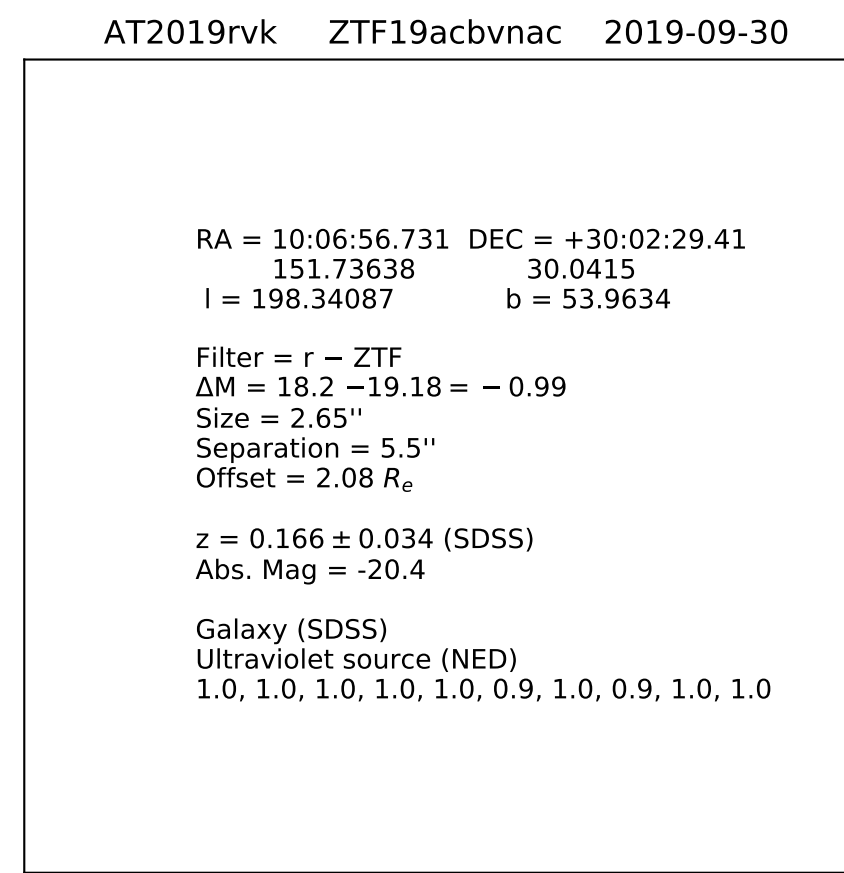 AT2019rvk ZTF19acbvnac 2019-09-30
RA = 10:06:56.731 DEC = +30:02:29.41
151.73638 30.0415
l = 198.34087 b = 53.9634
Filter = r − ZTF
ΔM = 18.2 −19.18 = − 0.99
Size = 2.65''
Separation = 5.5''
Offset = 2.08 Rₑ
z = 0.166 ± 0.034 (SDSS)
Abs. Mag = -20.4
Galaxy (SDSS)
Ultraviolet source (NED)
1.0, 1.0, 1.0, 1.0, 1.0, 0.9, 1.0, 0.9, 1.0, 1.0